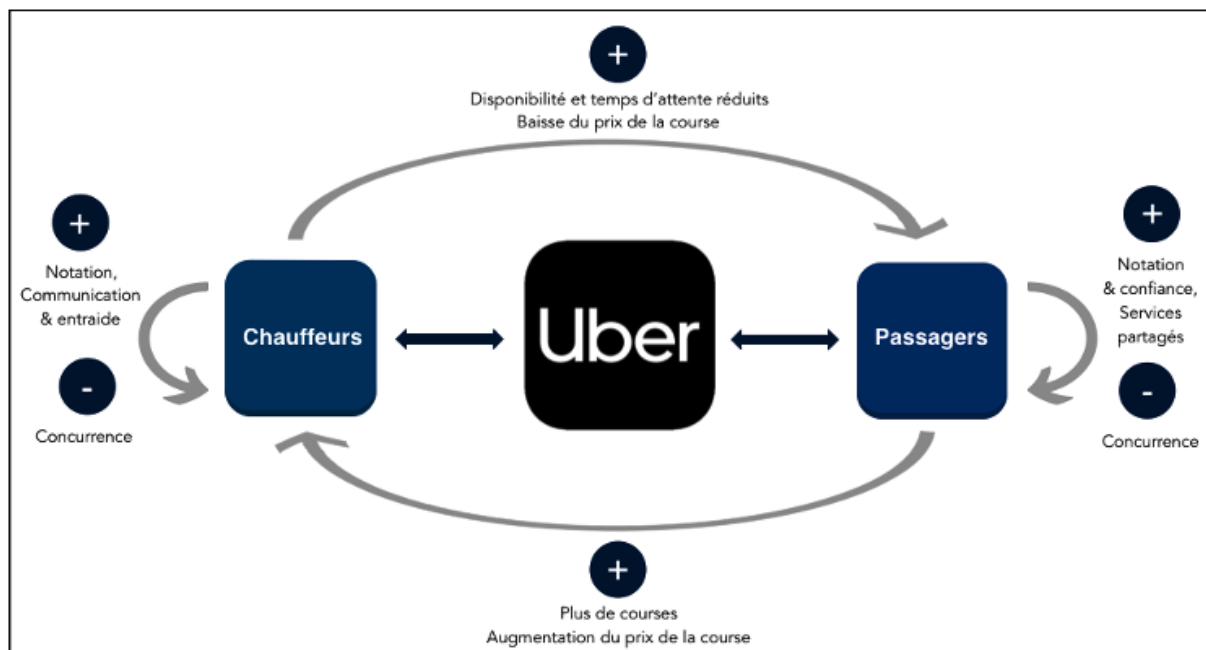 +
Disponibilité et temps d'attente réduits
Baisse du prix de la course
+
Notation,
Communication
& entraide
-
Concurrence
Chauffeurs
Uber
Passagers
+
Notation
& confiance,
Services
partagés
-
Concurrence
+
Plus de courses
Augmentation du prix de la course